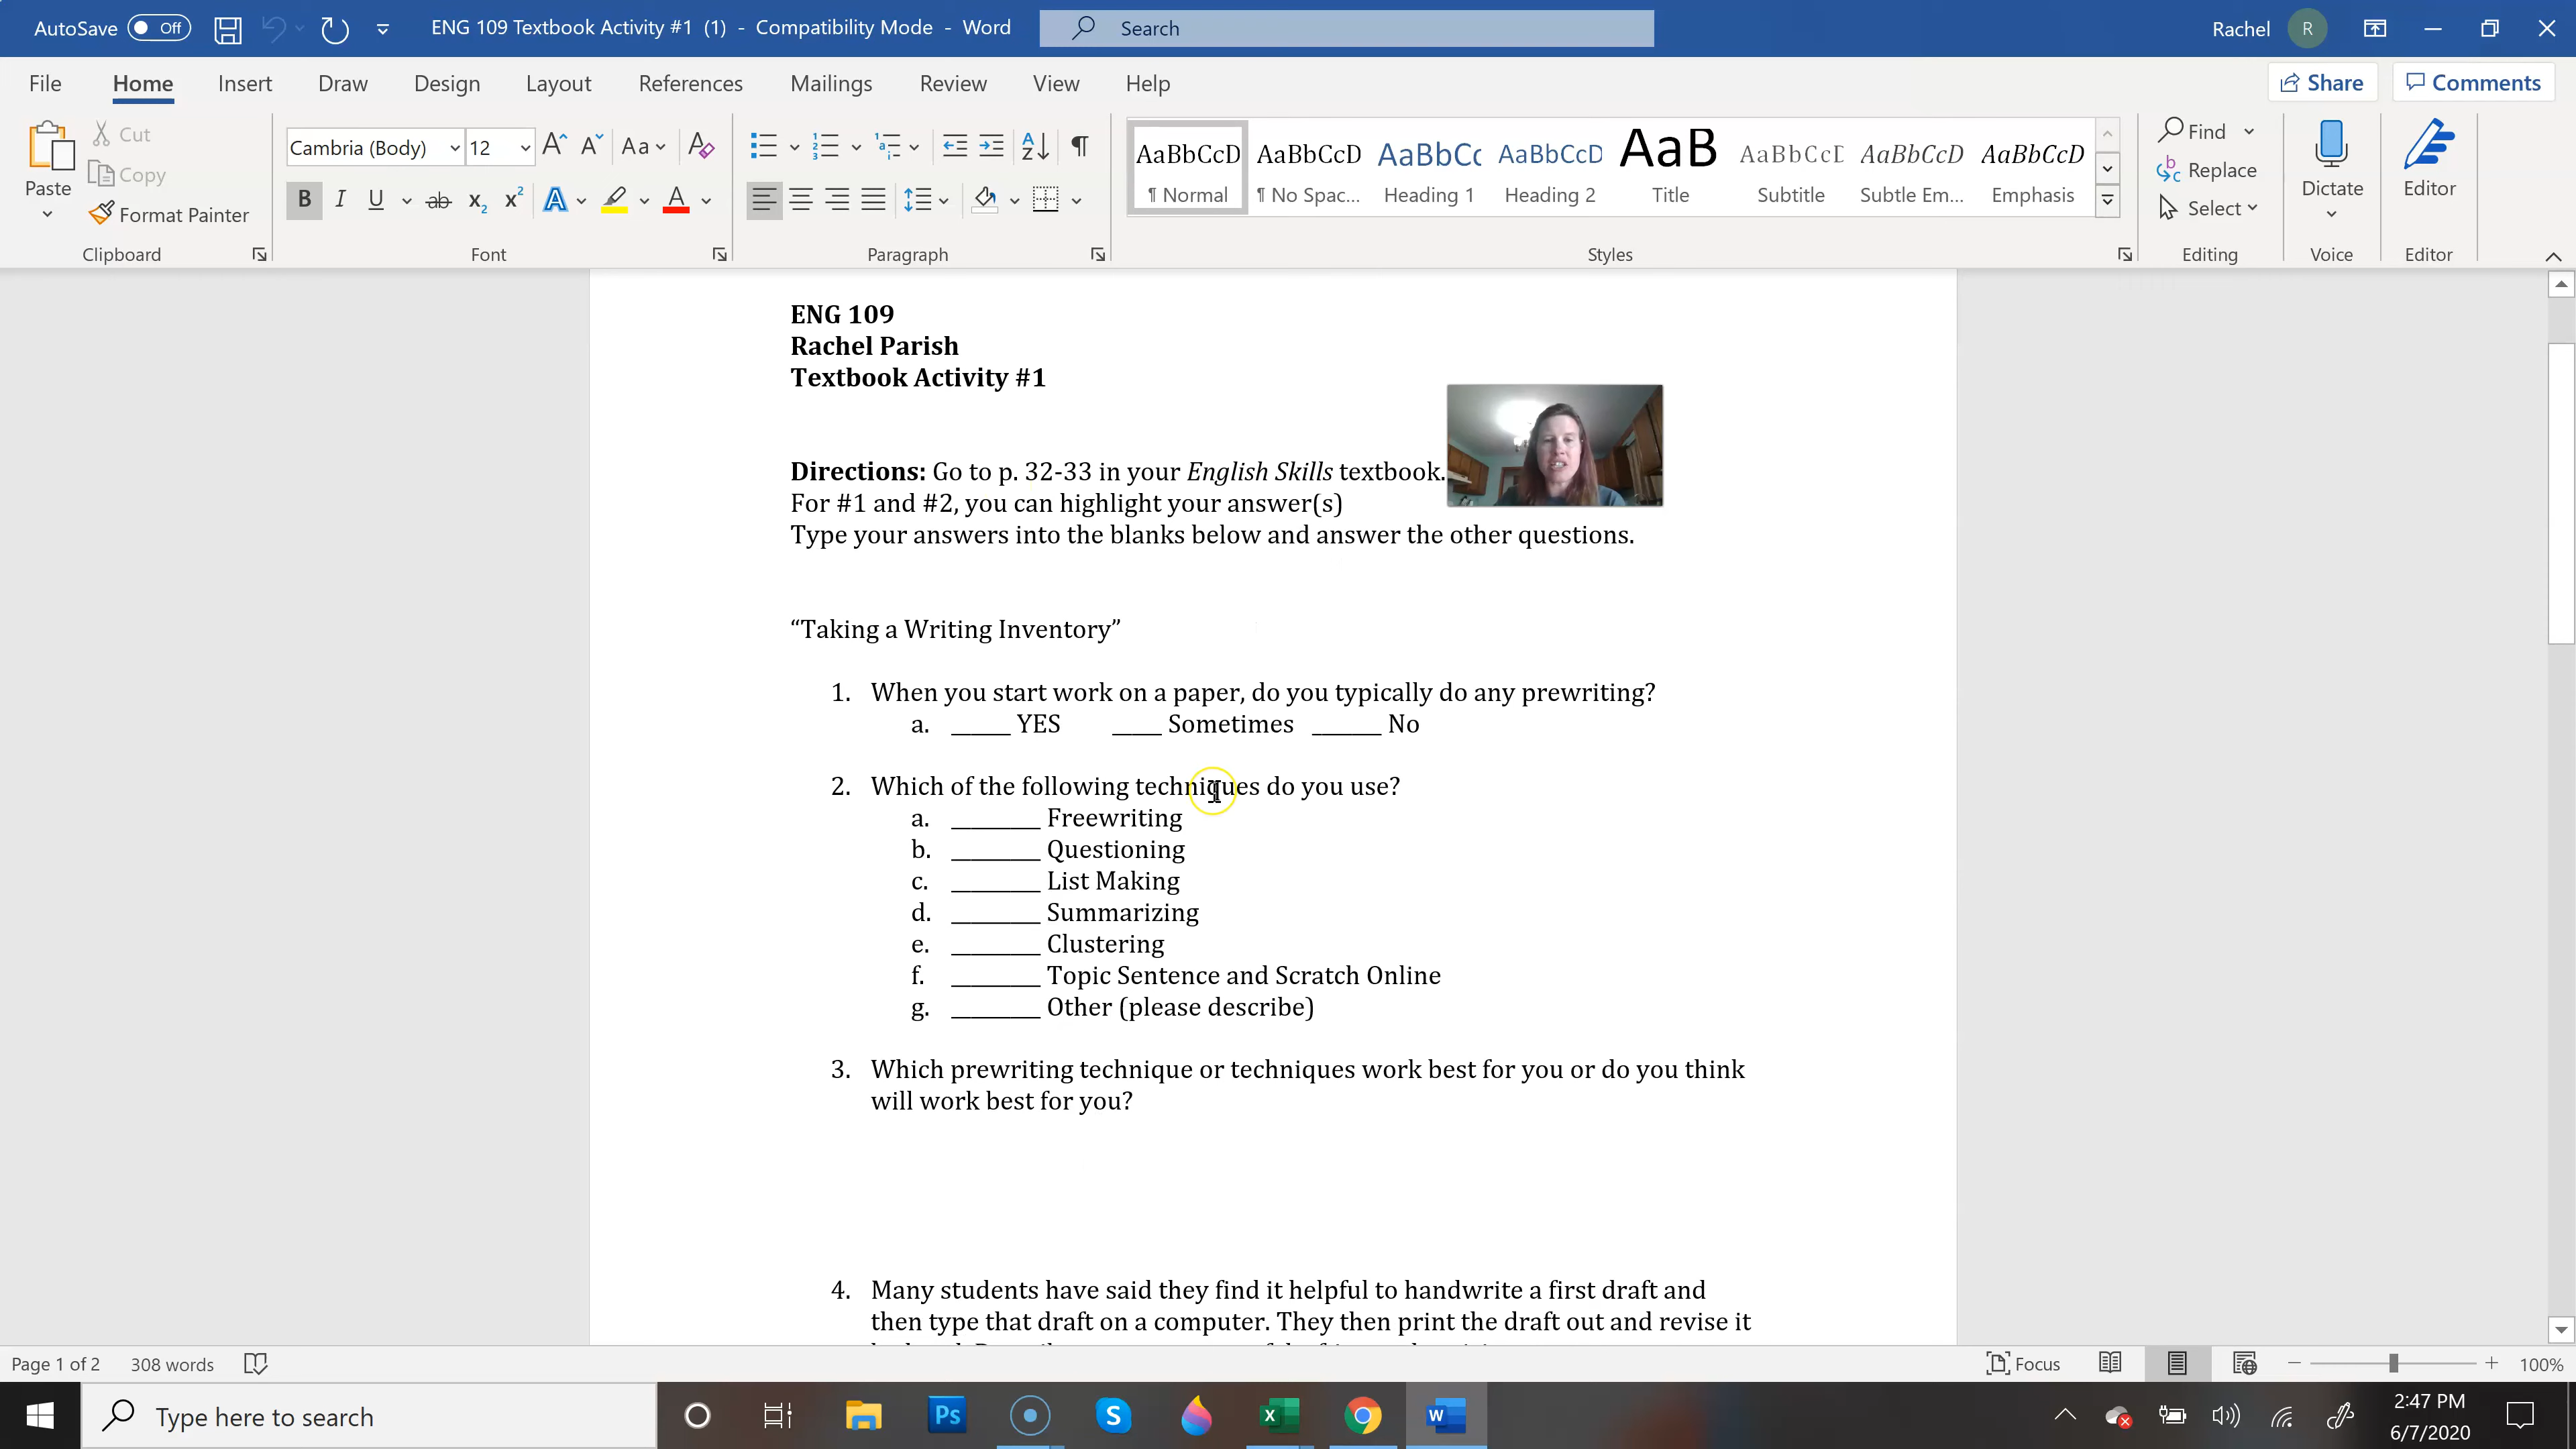 AutoSave Off ENG 109 Textbook Activity #1 (1) - Compatibility Mode - Word Search Rachel R
File Home Insert Draw Design Layout References Mailings Review View Help Share Comments
Paste Cut Copy Format Painter
Clipboard
Cambria (Body) 12
Font
Paragraph
AaBbCcD AaBbCcD AaBbCc AaBbCcD AaB AaBbCcD AaBbCcD AaBbCcD
¶ Normal ¶ No Spac... Heading 1 Heading 2 Title Subtitle Subtle Em... Emphasis
Styles
Find
Replace
Select
Editing
Dictate
Voice
Editor
Editor
ENG 109
Rachel Parish
Textbook Activity #1
Directions: Go to p. 32-33 in your English Skills textbook.
For #1 and #2, you can highlight your answer(s)
Type your answers into the blanks below and answer the other questions.
“Taking a Writing Inventory”
1. When you start work on a paper, do you typically do any prewriting?
a. ______ YES _____ Sometimes _______ No
2. Which of the following techniques do you use?
a. _________ Freewriting
b. _________ Questioning
c. _________ List Making
d. _________ Summarizing
e. _________ Clustering
f. _________ Topic Sentence and Scratch Online
g. _________ Other (please describe)
3. Which prewriting technique or techniques work best for you or do you think
will work best for you?
4. Many students have said they find it helpful to handwrite a first draft and
then type that draft on a computer. They then print the draft out and revise it
Page 1 of 2 308 words Focus 100%
Type here to search
2:47 PM
6/7/2020